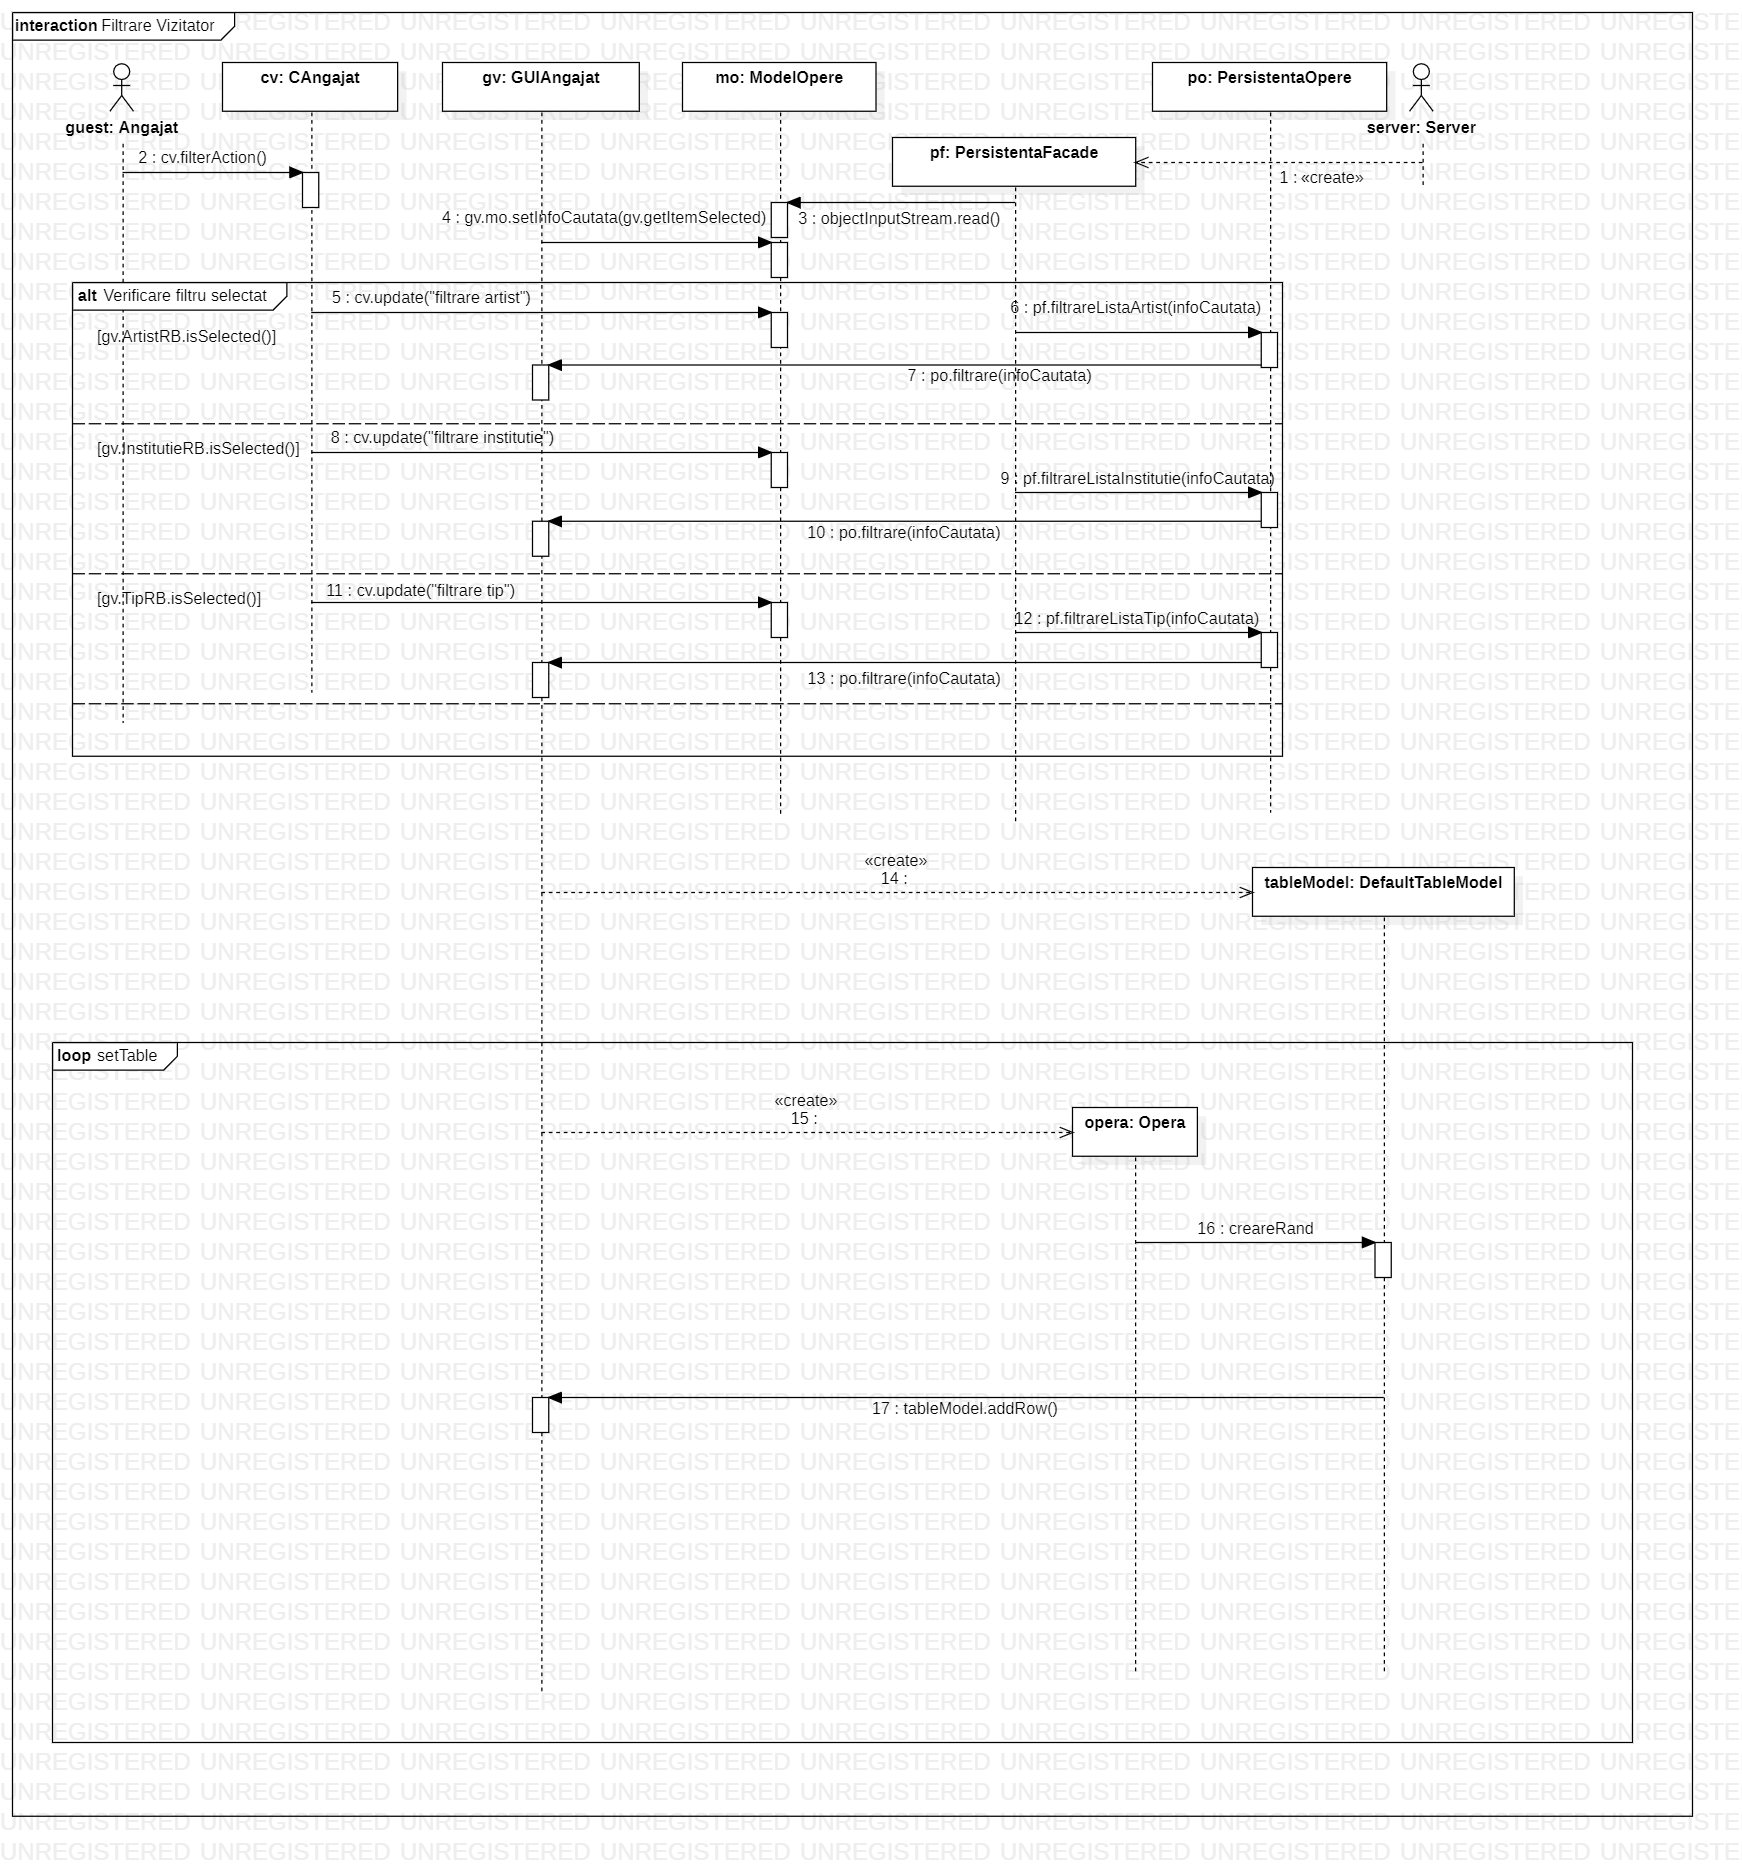 interaction Filtrare Vizitator
cv: CAngajat
gv: GUIAngajat
mo: ModelOpere
po: PersistentaOpere
guest: Angajat
server: Server
pf: PersistentaFacade
2 : cv.filterAction()
1 : «create»
4 : gv.mo.setInfoCautata(gv.getItemSelected)
3 : objectInputStream.read()
alt Verificare filtru selectat
5 : cv.update("filtrare artist")
6 : pf.filtrareListaArtist(infoCautata)
[gv.ArtistRB.isSelected()]
7 : po.filtrare(infoCautata)
8 : cv.update("filtrare institutie")
[gv.InstitutieRB.isSelected()]
9 : pf.filtrareListaInstitutie(infoCautata)
10 : po.filtrare(infoCautata)
11 : cv.update("filtrare tip")
[gv.TipRB.isSelected()]
12 : pf.filtrareListaTip(infoCautata)
13 : po.filtrare(infoCautata)
«create»
14 :
tableModel: DefaultTableModel
loop setTable
«create»
15 :
opera: Opera
16 : creareRand
17 : tableModel.addRow()
UNREGISTERED